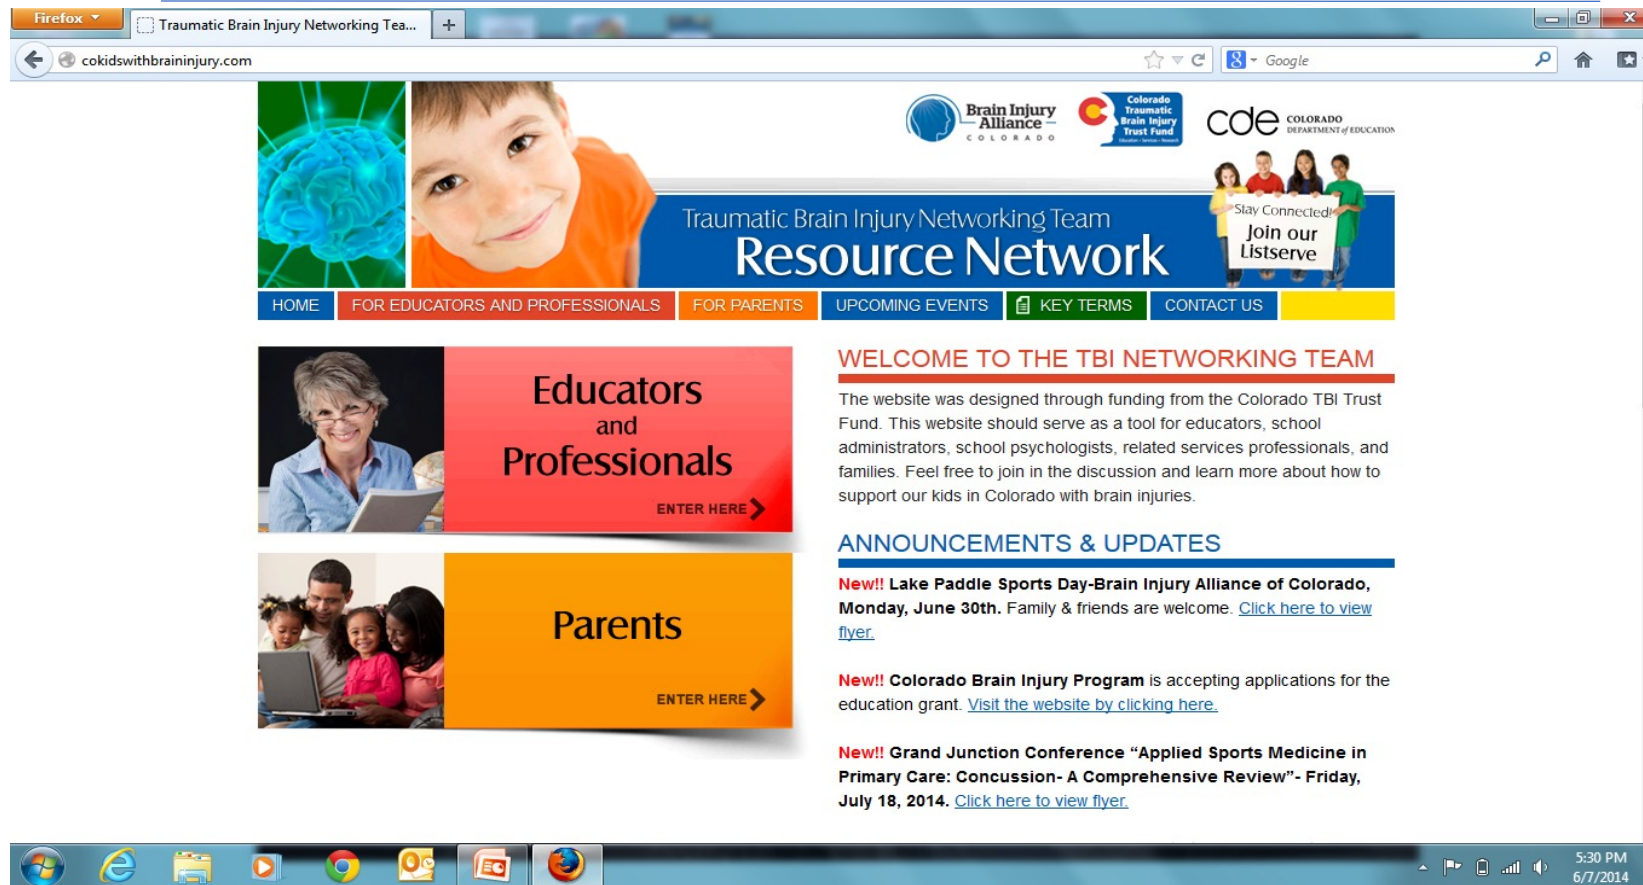 Firefox
Traumatic Brain Injury Networking Tea...
cokidswithbraininjury.com
Google
Brain Injury
Alliance
COLORADO
Colorado
Traumatic
Brain Injury
Trust Fund
Education • Services • Research
cde COLORADO
DEPARTMENT of EDUCATION
Stay Connected!
Join our
Listserve
Traumatic Brain Injury Networking Team
Resource Network
HOME FOR EDUCATORS AND PROFESSIONALS FOR PARENTS UPCOMING EVENTS KEY TERMS CONTACT US
Educators
and
Professionals
ENTER HERE
Parents
ENTER HERE
WELCOME TO THE TBI NETWORKING TEAM
The website was designed through funding from the Colorado TBI Trust
Fund. This website should serve as a tool for educators, school
administrators, school psychologists, related services professionals, and
families. Feel free to join in the discussion and learn more about how to
support our kids in Colorado with brain injuries.
ANNOUNCEMENTS & UPDATES
New!! Lake Paddle Sports Day-Brain Injury Alliance of Colorado,
Monday, June 30th. Family & friends are welcome. Click here to view
flyer.
New!! Colorado Brain Injury Program is accepting applications for the
education grant. Visit the website by clicking here.
New!! Grand Junction Conference “Applied Sports Medicine in
Primary Care: Concussion- A Comprehensive Review”- Friday,
July 18, 2014. Click here to view flyer.
5:30 PM
6/7/2014